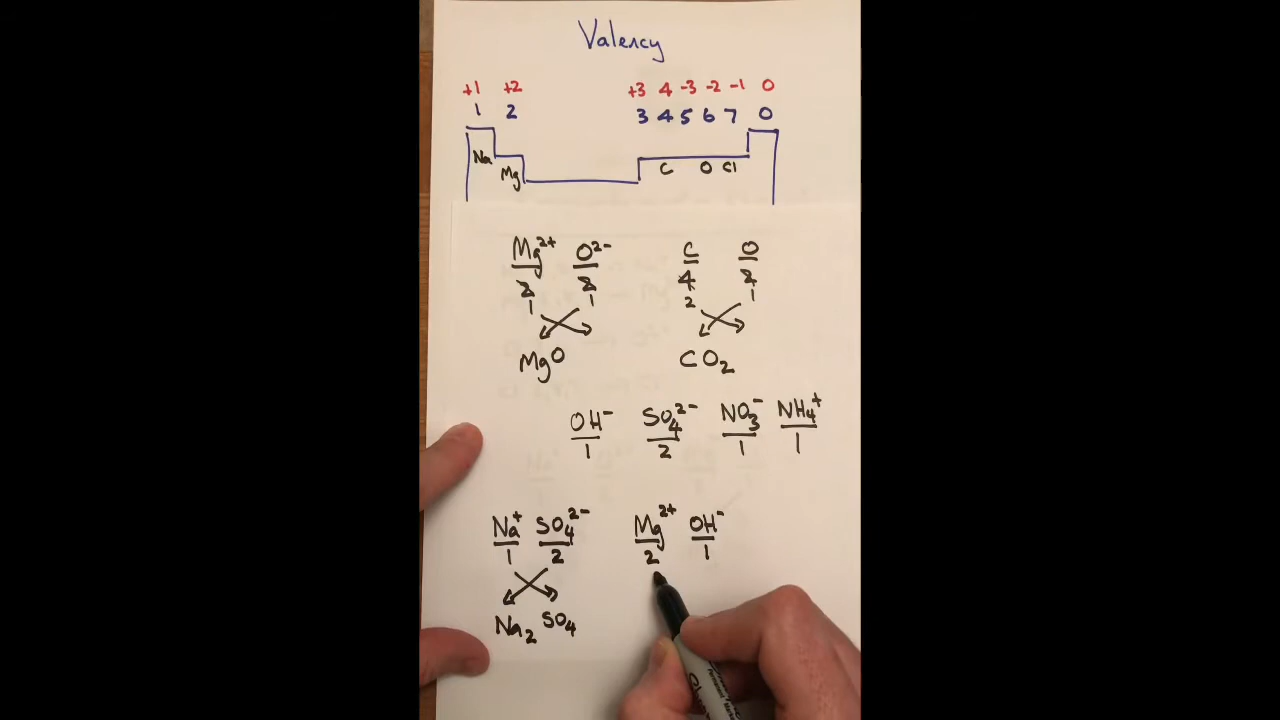 Valency
+1 +2 +3 4 -3 -2 -1 0
1 2 3 4 5 6 7 0
Na Mg C O Cl
Mg²⁺ O²⁻ C O
2 2 4 2
1 1 2 1
MgO CO₂
OH⁻ SO₄²⁻ NO₃⁻ NH₄⁺
1 2 1 1
Na⁺ SO₄²⁻ Mg²⁺ OH⁻
1 2 2 1
Na₂ SO₄